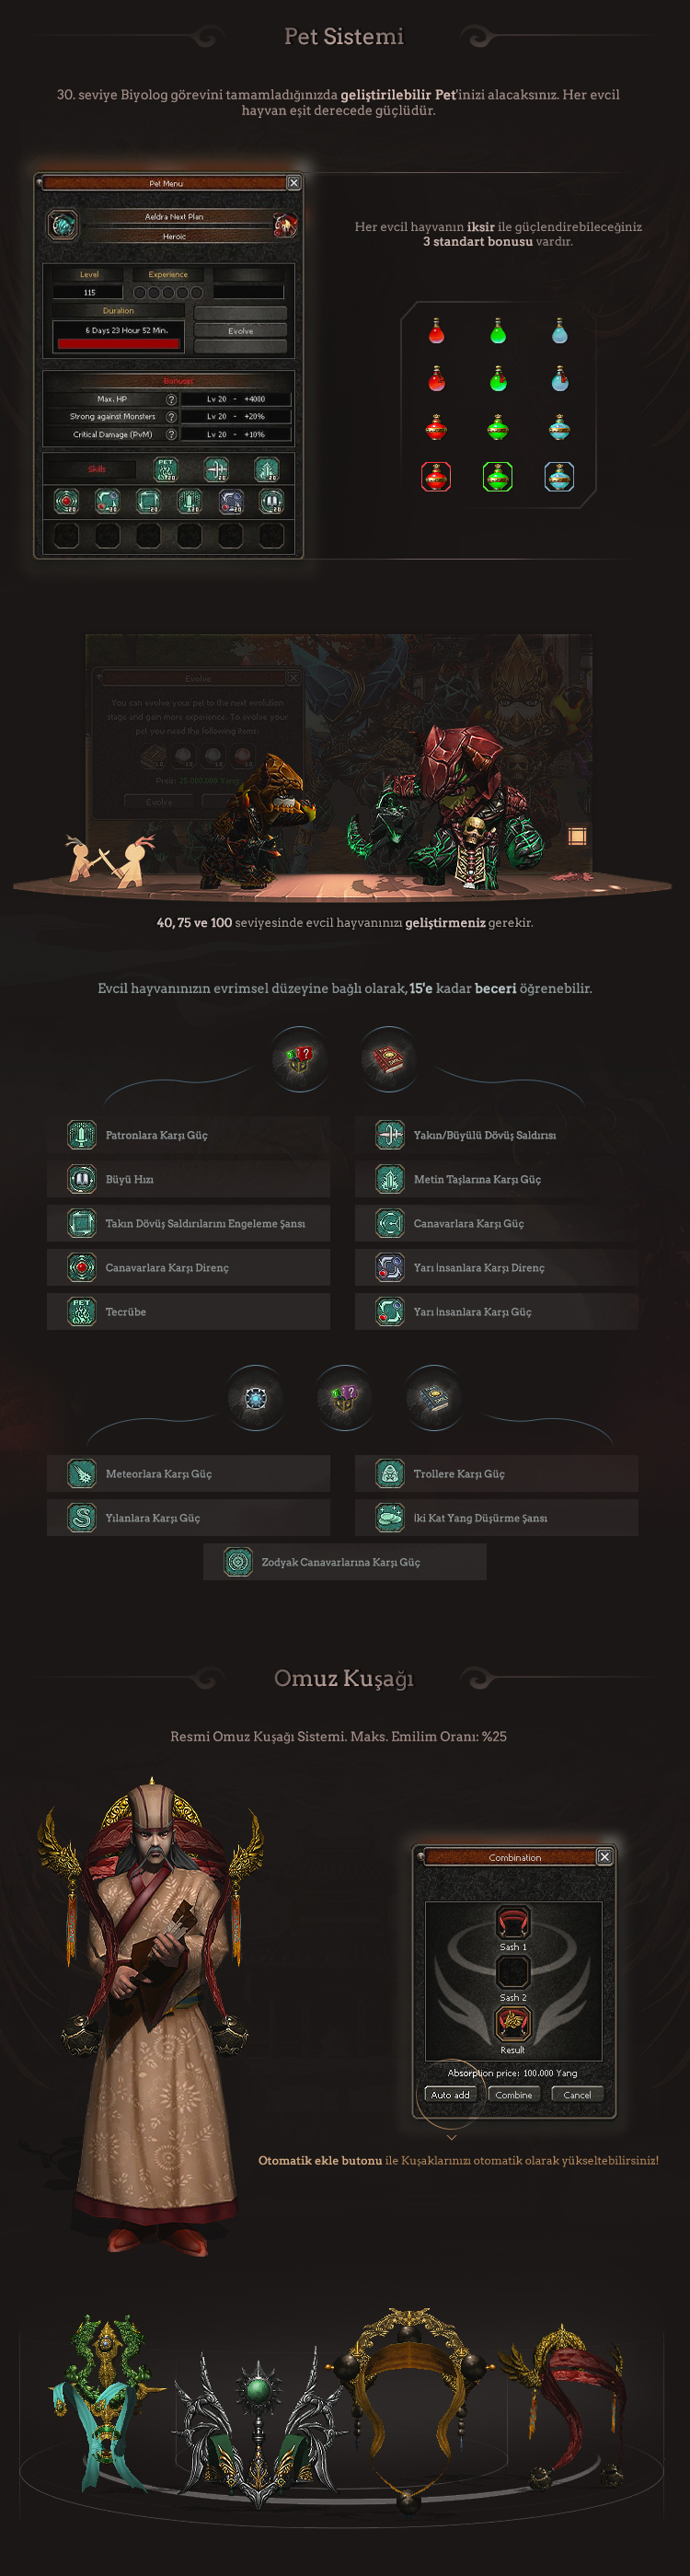 Pet Sistemi
30. seviye Biyolog görevini tamamladığınızda geliştirilebilir Pet'inizi alacaksınız. Her evcil
hayvan eşit derecede güçlüdür.
Pet Menu
Aeldra Next Plan
Heroic
Level
Experience
115
Duration
6 Days 23 Hour 52 Min.
Evolve
Bonuses
Max. HP ? Lv 20 - +4000
Strong against Monsters ? Lv 20 - +20%
Critical Damage (PvM) ? Lv 20 - +10%
Skills
Her evcil hayvanın iksir ile güçlendirebileceğiniz
3 standart bonusu vardır.
Evolve
You can evolve your pet to the next evolution
stage and gain more experience. To evolve your
pet you need the following items:
Preis: 25.000.000 Yang
Evolve
40, 75 ve 100 seviyesinde evcil hayvanınızı geliştirmeniz gerekir.
Evcil hayvanınızın evrimsel düzeyine bağlı olarak, 15'e kadar beceri öğrenebilir.
Patronlara Karşı Güç
Yakın/Büyülü Dövüş Saldırısı
Büyü Hızı
Metin Taşlarına Karşı Güç
Takın Dövüş Saldırılarını Engeleme Şansı
Canavarlara Karşı Güç
Canavarlara Karşı Direnç
Yarı İnsanlara Karşı Direnç
PET
Tecrübe
Yarı İnsanlara Karşı Güç
Meteorlara Karşı Güç
Trollere Karşı Güç
Yılanlara Karşı Güç
İki Kat Yang Düşürme Şansı
Zodyak Canavarlarına Karşı Güç
Omuz Kuşağı
Resmi Omuz Kuşağı Sistemi. Maks. Emilim Oranı: %25
Combination
Sash 1
Sash 2
Result
Absorption price: 100.000 Yang
Auto add
Combine
Cancel
Otomatik ekle butonu ile Kuşaklarınızı otomatik olarak yükseltebilirsiniz!